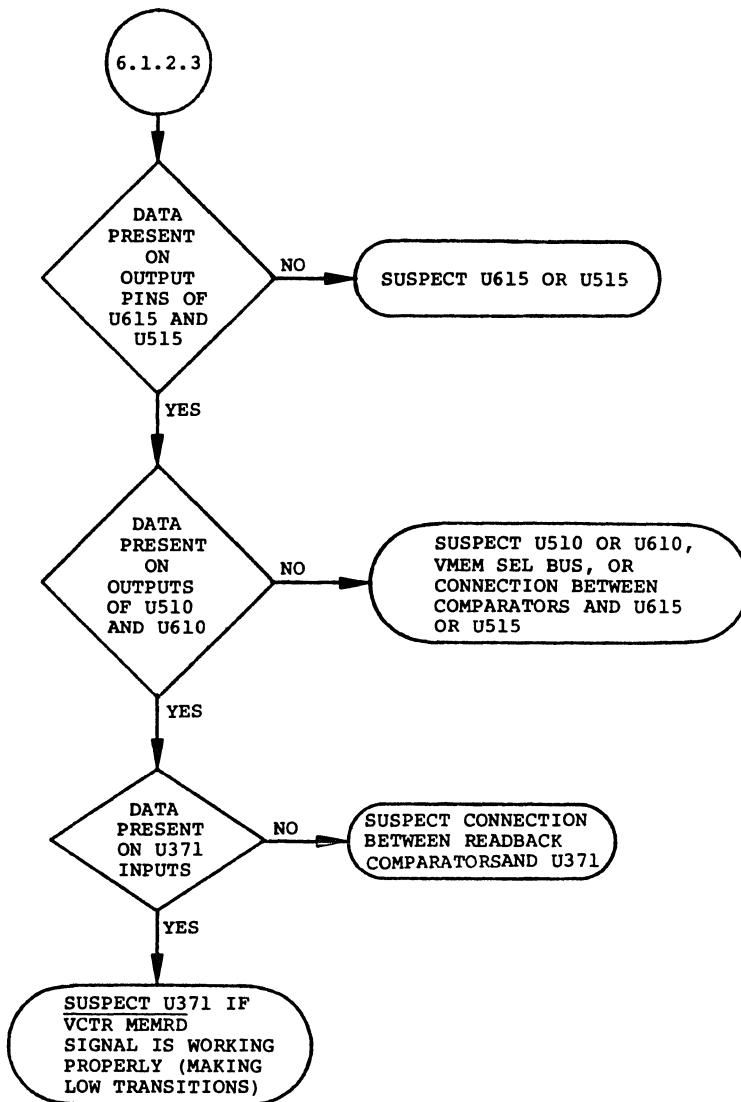 6.1.2.3
DATA
PRESENT
ON
OUTPUT
PINS OF
U615 AND
U515
NO
SUSPECT U615 OR U515
YES
DATA
PRESENT
ON
OUTPUTS
OF U510
AND U610
NO
SUSPECT U510 OR U610,
VMEM SEL BUS, OR
CONNECTION BETWEEN
COMPARATORS AND U615
OR U515
YES
DATA
PRESENT
ON U371
INPUTS
NO
SUSPECT CONNECTION
BETWEEN READBACK
COMPARATORSAND U371
YES
SUSPECT U371 IF
VCTR MEMRD
SIGNAL IS WORKING
PROPERLY (MAKING
LOW TRANSITIONS)